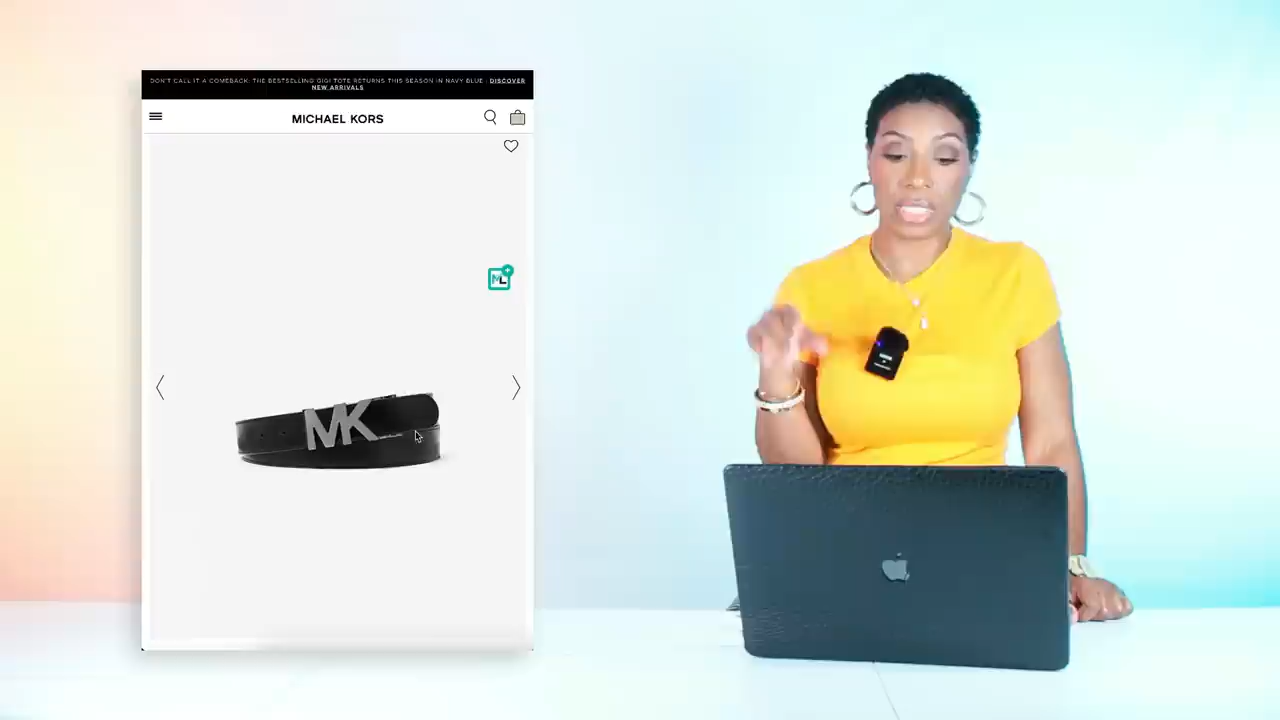 DON'T CALL IT A COMEBACK: THE BESTSELLING GIGI TOTE RETURNS THIS SEASON IN NAVY BLUE | DISCOVER
NEW ARRIVALS
MICHAEL KORS
ML
MK